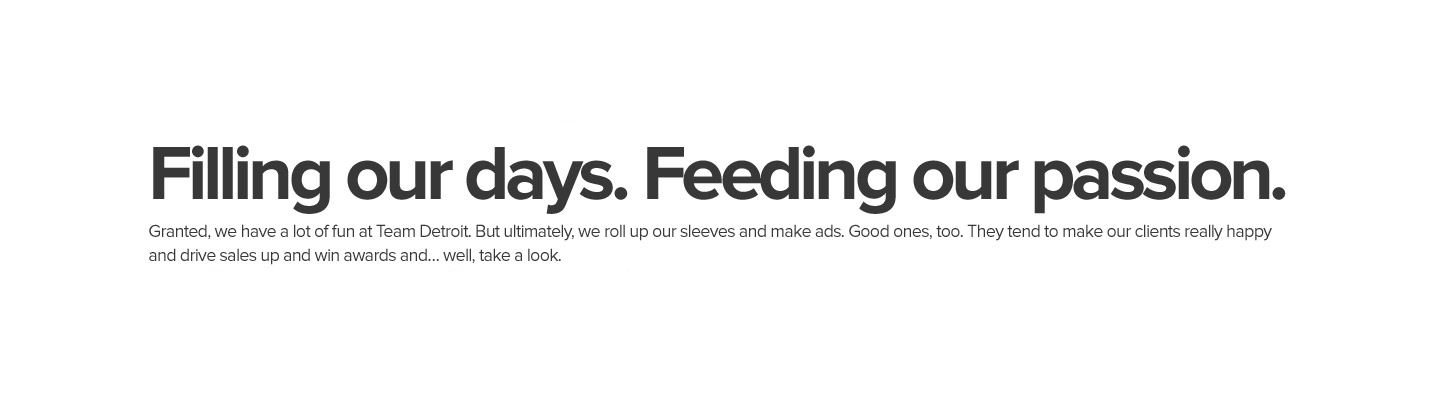 Filling our days. Feeding our passion.
Granted, we have a lot of fun at Team Detroit. But ultimately, we roll up our sleeves and make ads. Good ones, too. They tend to make our clients really happy
and drive sales up and win awards and... well, take a look.